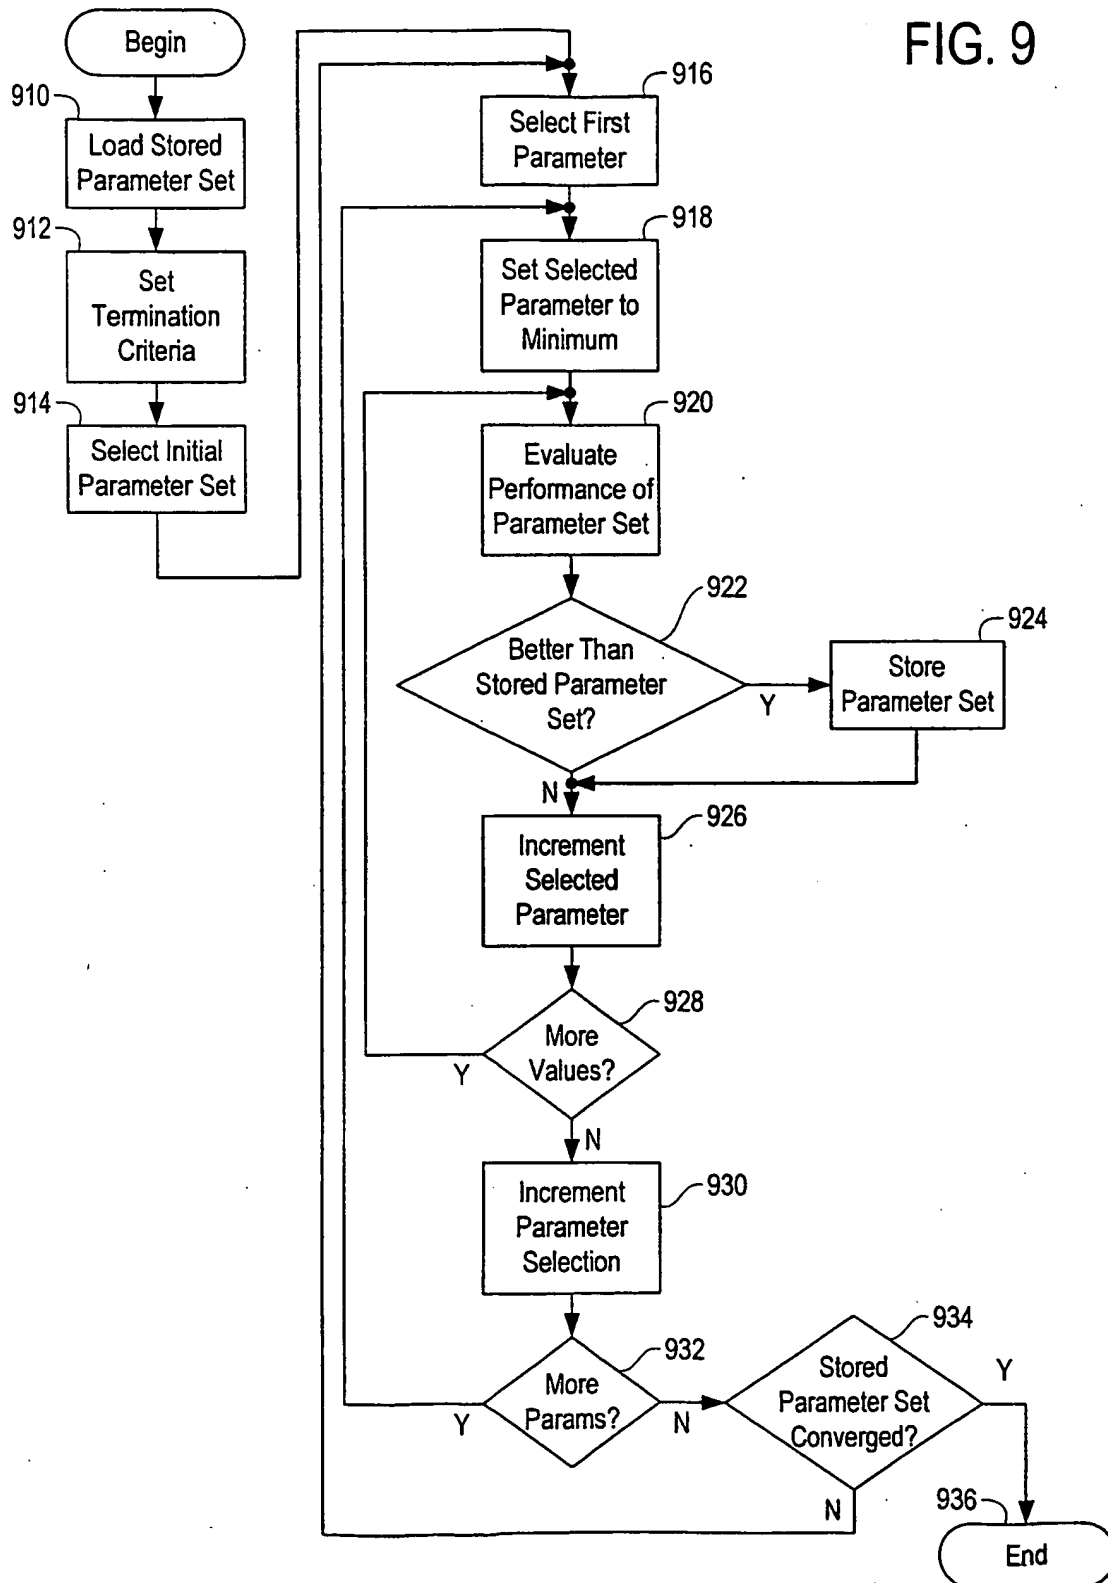 FIG. 9
Begin
910
Load Stored
Parameter Set
912
Set
Termination
Criteria
914
Select Initial
Parameter Set
916
Select First
Parameter
918
Set Selected
Parameter to
Minimum
920
Evaluate
Performance of
Parameter Set
922
Better Than
Stored Parameter
Set?
Y
N
924
Store
Parameter Set
926
Increment
Selected
Parameter
928
More
Values?
Y
N
930
Increment
Parameter
Selection
932
More
Params?
Y
N
934
Stored
Parameter Set
Converged?
Y
N
936
End